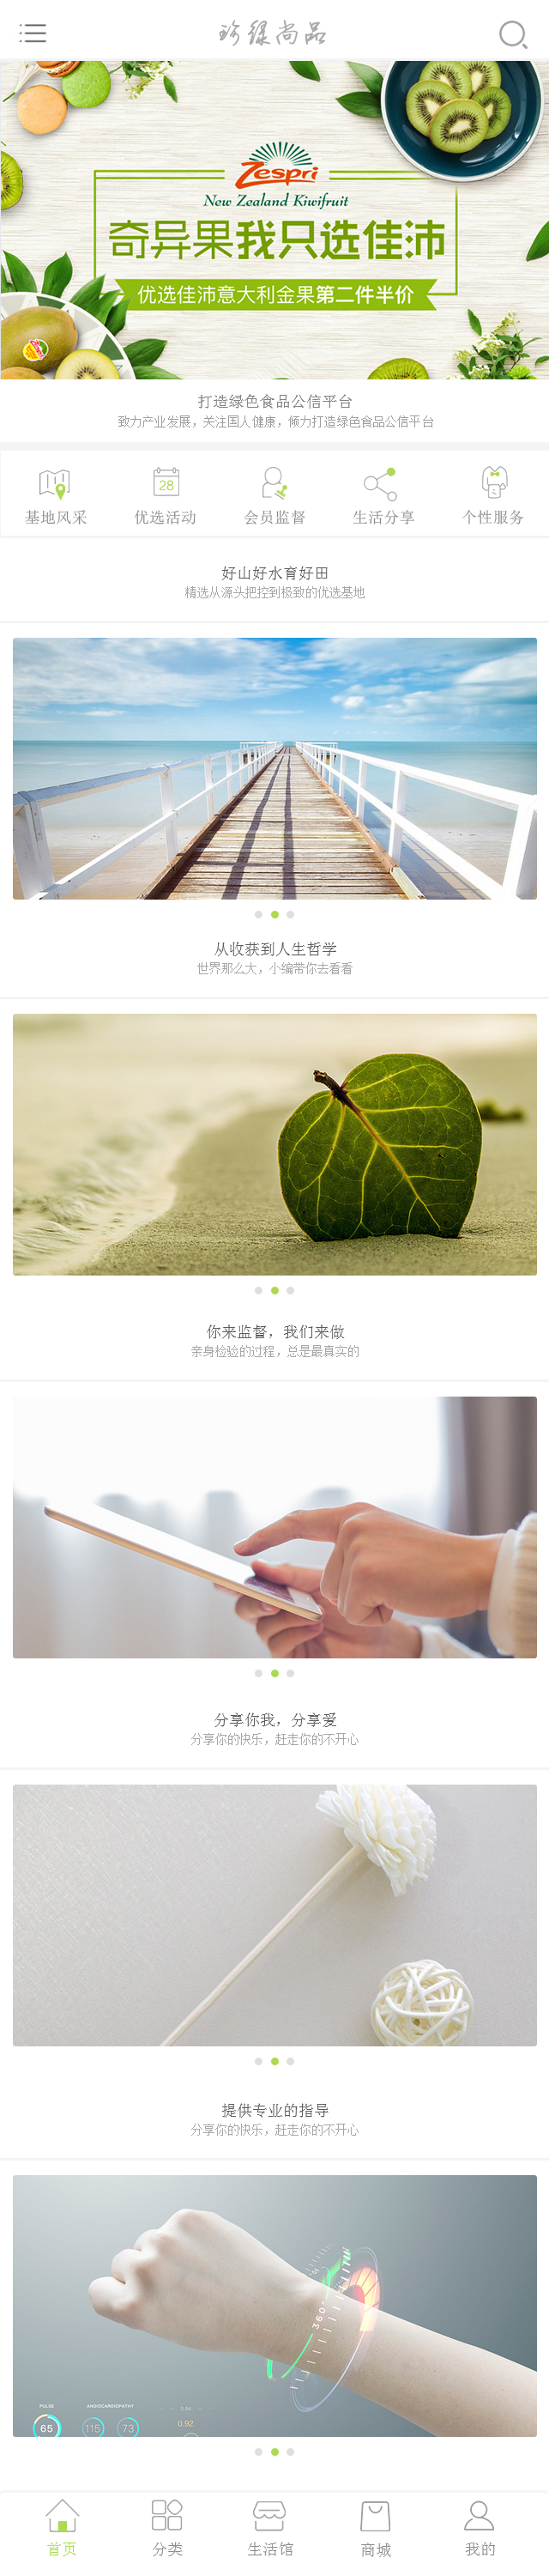 珍绿尚品
Zespri
New Zealand Kiwifruit
奇异果我只选佳沛
优选佳沛意大利金果第二件半价
打造绿色食品公信平台
致力产业发展，关注国人健康，倾力打造绿色食品公信平台
28
基地风采 优选活动 会员监督 生活分享 个性服务
好山好水育好田
精选从源头把控到极致的优选基地
从收获到人生哲学
世界那么大，小编带你去看看
你来监督，我们来做
亲身检验的过程，总是最真实的
分享你我，分享爱
分享你的快乐，赶走你的不开心
提供专业的指导
分享你的快乐，赶走你的不开心
360°
PULSE ANGIOCARDIOPATHY 0.94
65 115 73 0.92
首页 分类 生活馆 商城 我的